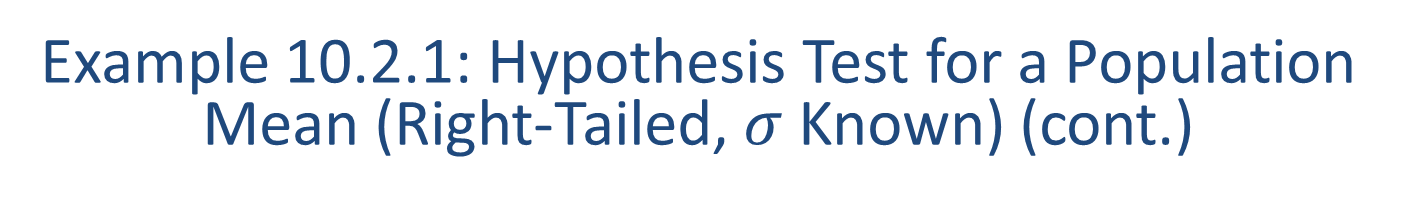 Example 10.2.1: Hypothesis Test for a Population
Mean (Right-Tailed, σ Known) (cont.)